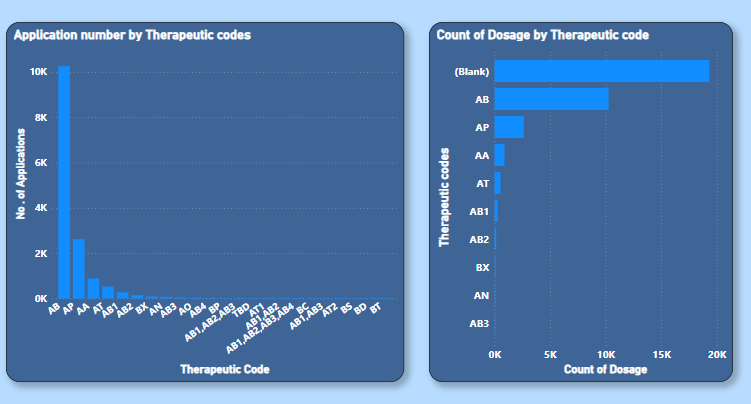 Application number by Therapeutic codes
No . of Applications
10K
8K
6K
4K
2K
0K
AB
AP
AA
AT
AB1
AB2
BX
AN
AB3
AO
AB4
BP
AB1,AB2,AB3
TBD
AT1
AB1,AB2
AB1,AB2,AB3,AB4
BC
AB1,AB3
AT2
BS
BD
BT
Therapeutic Code
Count of Dosage by Therapeutic code
Therapeutic codes
(Blank)
AB
AP
AA
AT
AB1
AB2
BX
AN
AB3
0K 5K 10K 15K 20K
Count of Dosage